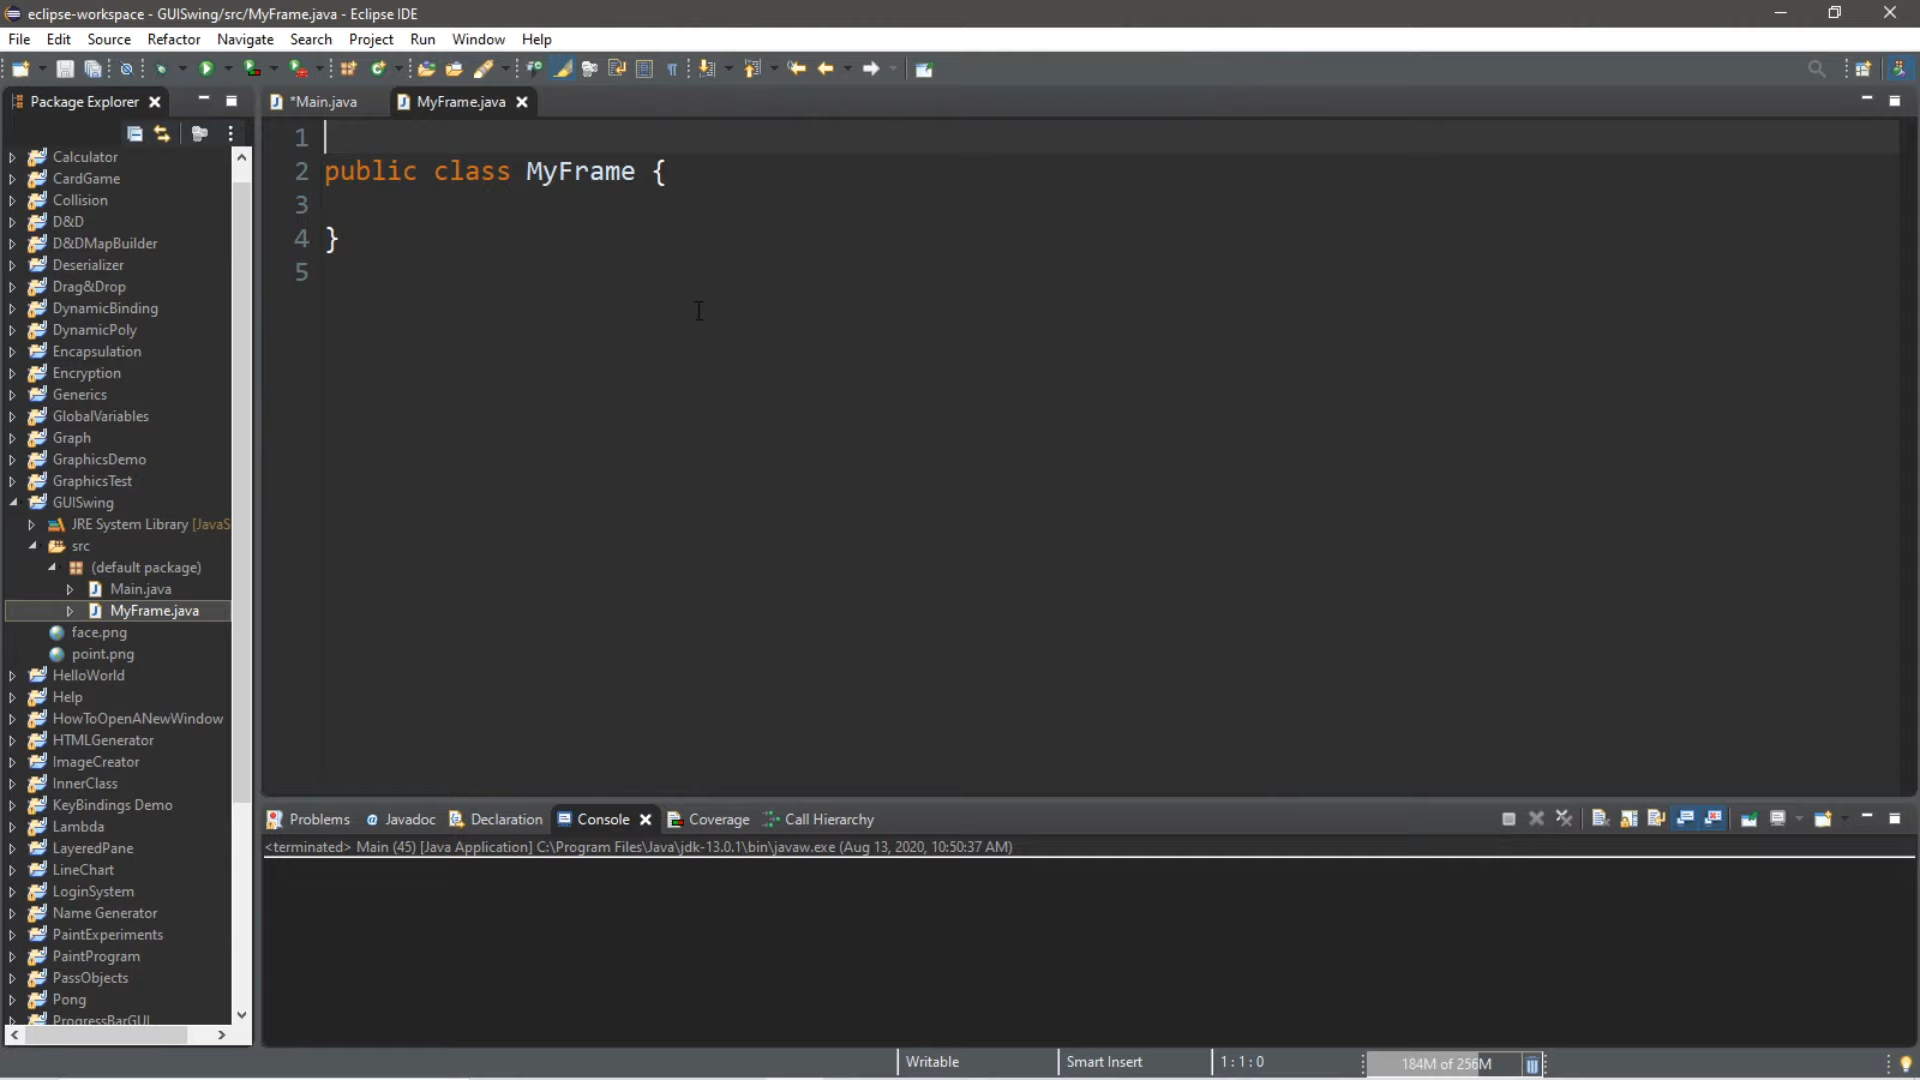 eclipse-workspace - GUISwing/src/MyFrame.java - Eclipse IDE
File Edit Source Refactor Navigate Search Project Run Window Help
Package Explorer
*Main.java
MyFrame.java
Calculator
CardGame
Collision
D&D
D&DMapBuilder
Deserializer
Drag&Drop
DynamicBinding
DynamicPoly
Encapsulation
Encryption
Generics
GlobalVariables
Graph
GraphicsDemo
GraphicsTest
GUISwing
JRE System Library [JavaS
src
(default package)
Main.java
MyFrame.java
face.png
point.png
HelloWorld
Help
HowToOpenANewWindow
HTMLGenerator
ImageCreator
InnerClass
KeyBindings Demo
Lambda
LayeredPane
LineChart
LoginSystem
Name Generator
PaintExperiments
PaintProgram
PassObjects
Pong
ProgressBarGUI
1
2 public class MyFrame {
3
4 }
5
Problems @ Javadoc Declaration Console Coverage Call Hierarchy
<terminated> Main (45) [Java Application] C:\Program Files\Java\jdk-13.0.1\bin\javaw.exe (Aug 13, 2020, 10:50:37 AM)
Writable Smart Insert 1 : 1 : 0 184M of 256M